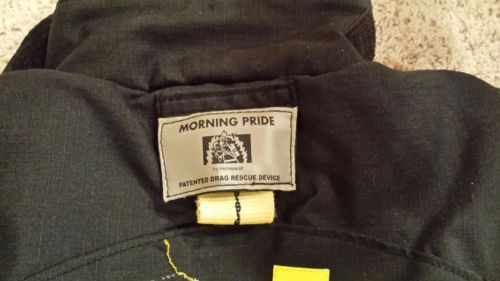 MORNING PRIDE
by Honeywell
PATENTED DRAG RESCUE DEVICE